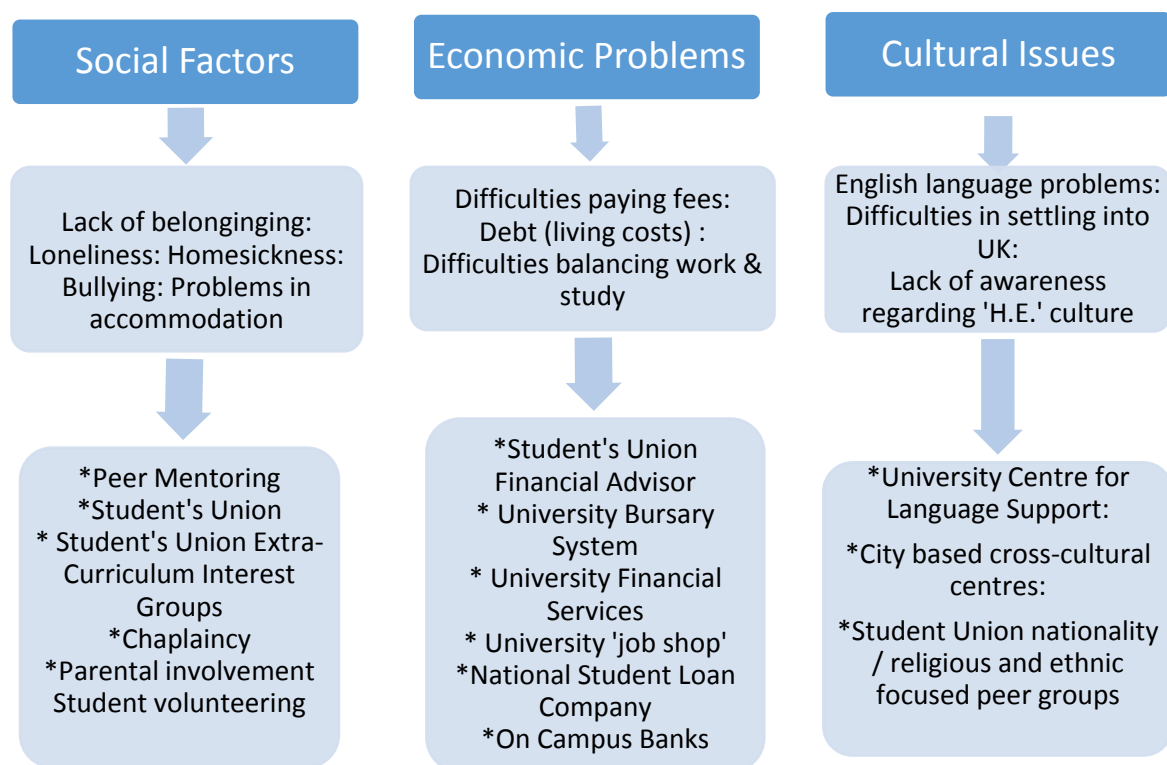 Social Factors
Lack of belonginging:
Loneliness: Homesickness:
Bullying: Problems in
accommodation
*Peer Mentoring
*Student's Union
* Student's Union Extra-
Curriculum Interest
Groups
*Chaplaincy
*Parental involvement
Student volunteering
Economic Problems
Difficulties paying fees:
Debt (living costs) :
Difficulties balancing work &
study
*Student's Union
Financial Advisor
* University Bursary
System
* University Financial
Services
* University 'job shop'
*National Student Loan
Company
*On Campus Banks
Cultural Issues
English language problems:
Difficulties in settling into
UK:
Lack of awareness
regarding 'H.E.' culture
*University Centre for
Language Support:
*City based cross-cultural
centres:
*Student Union nationality
/ religious and ethnic
focused peer groups